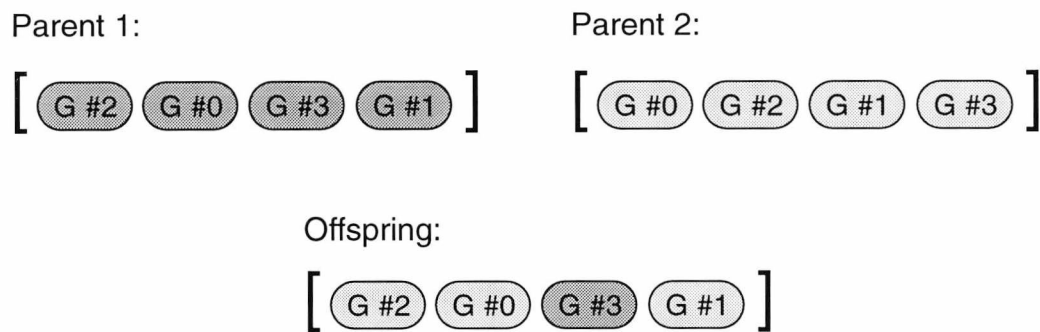 Parent 1:
Parent 2:
[ G #2 G #0 G #3 G #1 ]
[ G #0 G #2 G #1 G #3 ]
Offspring:
[ G #2 G #0 G #3 G #1 ]